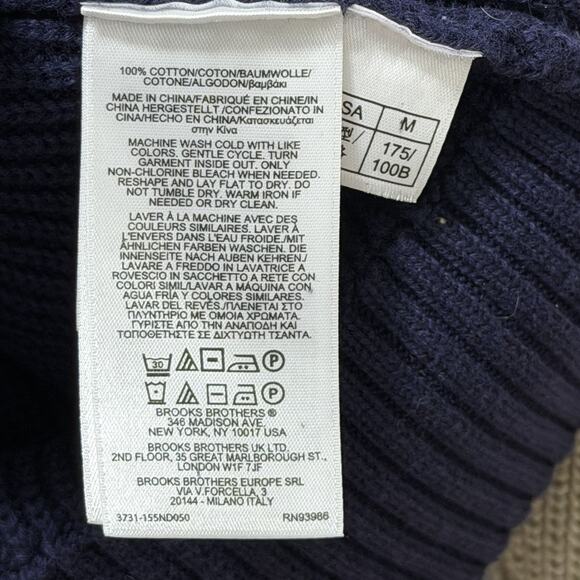 100% COTTON/COTON/BAUMWOLLE/
COTONE/ALGODON/βαμβάκι
MADE IN CHINA/FABRIQUÉ EN CHINE/IN
CHINA HERGESTELLT /CONFEZIONATO IN
CINA/HECHO EN CHINA/Κατασκευάζεται
στην Κίνα
MACHINE WASH COLD WITH LIKE
COLORS. GENTLE CYCLE. TURN
GARMENT INSIDE OUT. ONLY
NON-CHLORINE BLEACH WHEN NEEDED.
RESHAPE AND LAY FLAT TO DRY. DO
NOT TUMBLE DRY. WARM IRON IF
NEEDED OR DRY CLEAN.
LAVER À LA MACHINE AVEC DES
COULEURS SIMILAIRES. LAVER À
L'ENVERS DANS L'EAU FROIDE./MIT
ÄHNLICHEN FARBEN WASCHEN. DIE
INNENSEITE NACH AUßEN KEHREN./
LAVARE A FREDDO IN LAVATRICE A
ROVESCIO IN SACCHETTO A RETE CON
COLORI SIMIL/LAVAR A MÁQUINA CON
AGUA FRÍA Y COLORES SIMILARES.
LAVAR DEL REVÉS./ΠΛΕΝΕΤΑΙ ΣΤΟ
ΠΛΥΝΤΗΡΙΟ ΜΕ ΟΜΟΙΑ ΧΡΩΜΑΤΑ.
ΓΥΡΙΣΤΕ ΑΠΟ ΤΗΝ ΑΝΑΠΟΔΗ ΚΑΙ
ΤΟΠΟΘΕΤΗΣΤΕ ΣΕ ΔΙΧΤΥΩΤΗ ΤΣΑΝΤΑ.
30 P
P
BROOKS BROTHERS ®
346 MADISON AVE.
NEW YORK, NY 10017 USA
BROOKS BROTHERS UK LTD.
2ND FLOOR, 35 GREAT MARLBOROUGH ST.,
LONDON W1F 7JF
BROOKS BROTHERS EUROPE SRL
VIA V.FORCELLA, 3
20144 - MILANO ITALY
3731-155ND050 RN93986
SA M
型/ 175/
100B